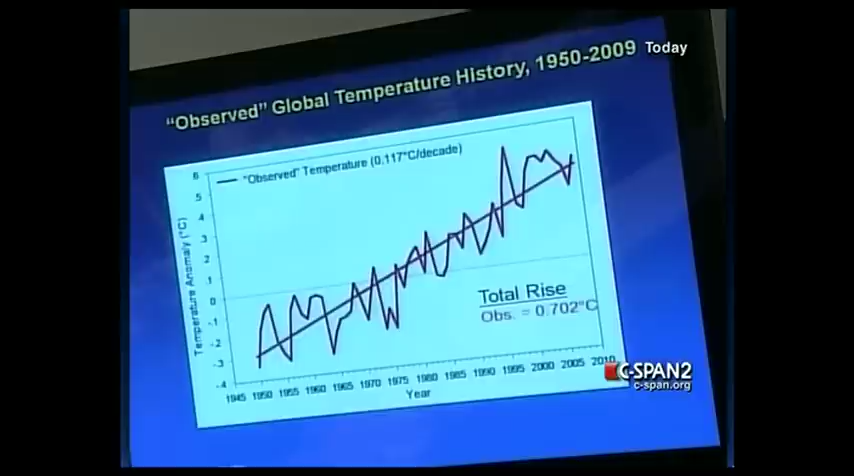 Today
"Observed" Global Temperature History, 1950-2009
"Observed" Temperature (0.117°C/decade)
Temperature Anomaly (°C)
.6
.5
.4
.3
.2
.1
0
-.1
-.2
-.3
-.4
1945 1950 1955 1960 1965 1970 1975 1980 1985 1990 1995 2000 2005 2010
Year
Total Rise
Obs. = 0.702°C
C-SPAN2
c-span.org